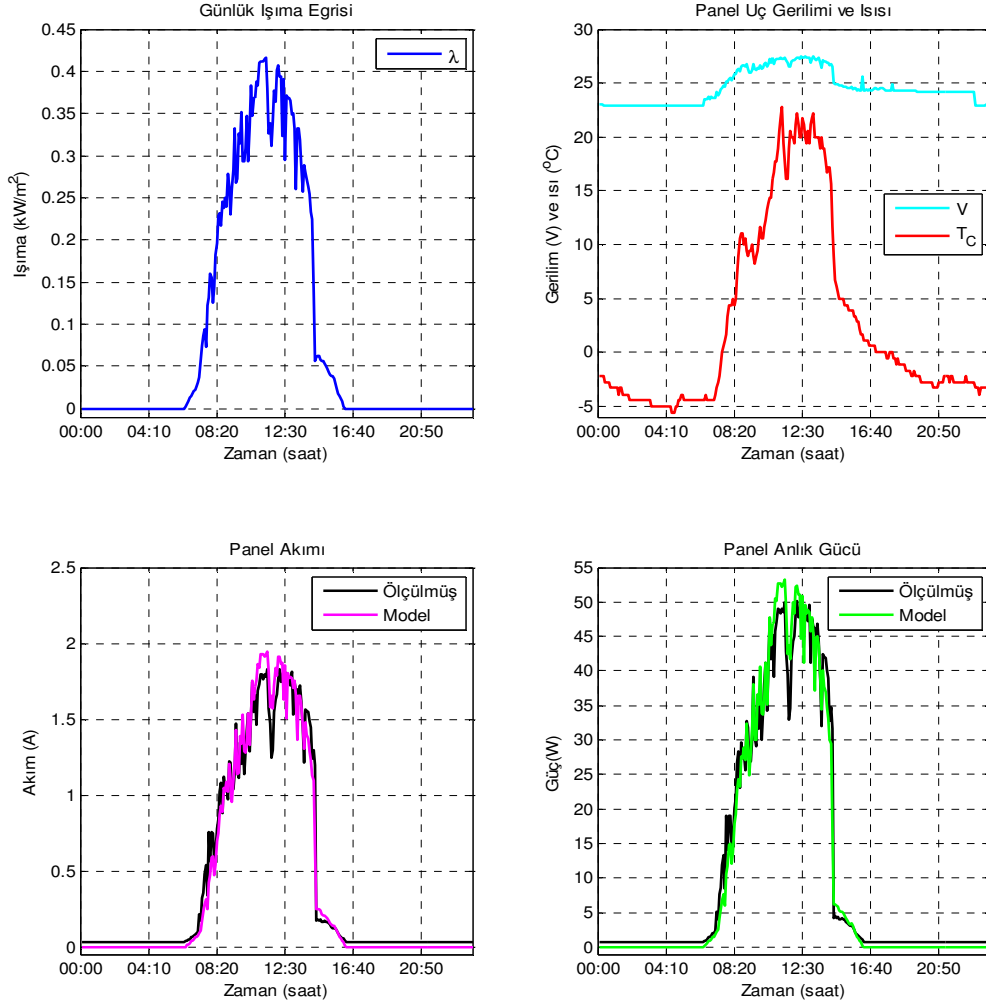 Günlük Işıma Egrisi
0.45
0.4
0.35
0.3
0.25
0.2
0.15
0.1
0.05
0
Işıma (kW/m²)
λ
00:00 04:10 08:20 12:30 16:40 20:50
Zaman (saat)
Panel Uç Gerilimi ve Isısı
30
25
20
15
10
5
0
-5
Gerilim (V) ve ısı (°C)
V
T_C
00:00 04:10 08:20 12:30 16:40 20:50
Zaman (saat)
Panel Akımı
2.5
2
1.5
1
0.5
0
Akım (A)
Ölçülmüş
Model
00:00 04:10 08:20 12:30 16:40 20:50
Zaman (saat)
Panel Anlık Gücü
55
50
45
40
35
30
25
20
15
10
5
0
Güç(W)
Ölçülmüş
Model
00:00 04:10 08:20 12:30 16:40 20:50
Zaman (saat)